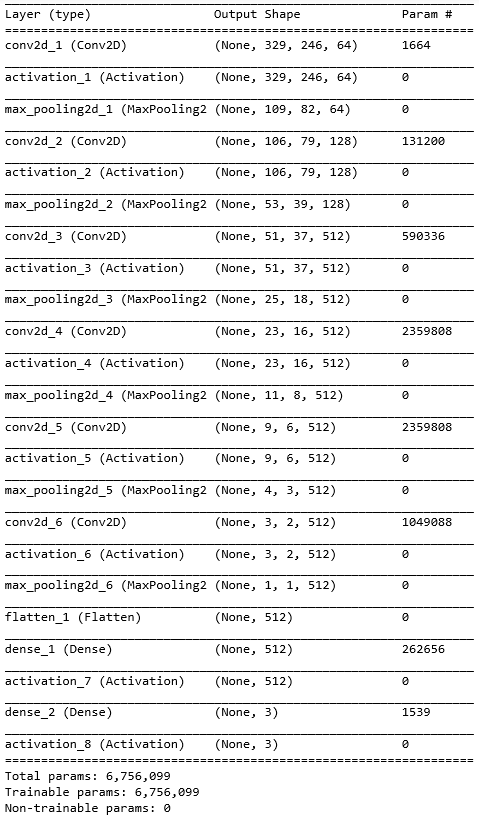 Layer (type) Output Shape Param #
conv2d_1 (Conv2D) (None, 329, 246, 64) 1664
activation_1 (Activation) (None, 329, 246, 64) 0
max_pooling2d_1 (MaxPooling2 (None, 109, 82, 64) 0
conv2d_2 (Conv2D) (None, 106, 79, 128) 131200
activation_2 (Activation) (None, 106, 79, 128) 0
max_pooling2d_2 (MaxPooling2 (None, 53, 39, 128) 0
conv2d_3 (Conv2D) (None, 51, 37, 512) 590336
activation_3 (Activation) (None, 51, 37, 512) 0
max_pooling2d_3 (MaxPooling2 (None, 25, 18, 512) 0
conv2d_4 (Conv2D) (None, 23, 16, 512) 2359808
activation_4 (Activation) (None, 23, 16, 512) 0
max_pooling2d_4 (MaxPooling2 (None, 11, 8, 512) 0
conv2d_5 (Conv2D) (None, 9, 6, 512) 2359808
activation_5 (Activation) (None, 9, 6, 512) 0
max_pooling2d_5 (MaxPooling2 (None, 4, 3, 512) 0
conv2d_6 (Conv2D) (None, 3, 2, 512) 1049088
activation_6 (Activation) (None, 3, 2, 512) 0
max_pooling2d_6 (MaxPooling2 (None, 1, 1, 512) 0
flatten_1 (Flatten) (None, 512) 0
dense_1 (Dense) (None, 512) 262656
activation_7 (Activation) (None, 512) 0
dense_2 (Dense) (None, 3) 1539
activation_8 (Activation) (None, 3) 0
Total params: 6,756,099
Trainable params: 6,756,099
Non-trainable params: 0